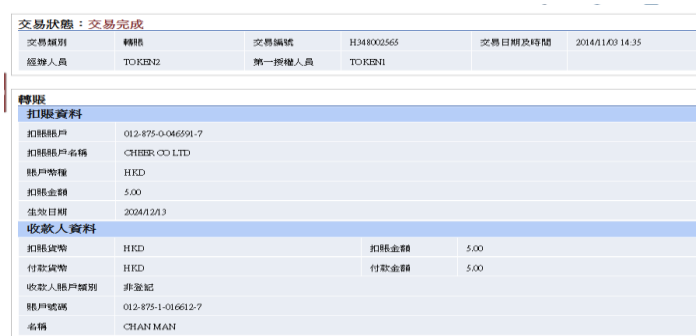 交易狀態：交易完成
交易類別 轉賬 交易編號 H348002565 交易日期及時間 2014/11/03 14:35
經辦人員 TOKEN2 第一授權人員 TOKEN1
轉賬
扣賬資料
扣賬賬戶 012-875-0-046591-7
扣賬賬戶名稱 CHEER CO LTD
賬戶幣種 HKD
扣賬金額 5.00
生效日期 2024/12/13
收款人資料
扣賬貨幣 HKD 扣賬金額 5.00
付款貨幣 HKD 付款金額 5.00
收款人賬戶類別 非登記
賬戶號碼 012-875-1-016612-7
名稱 CHAN MAN